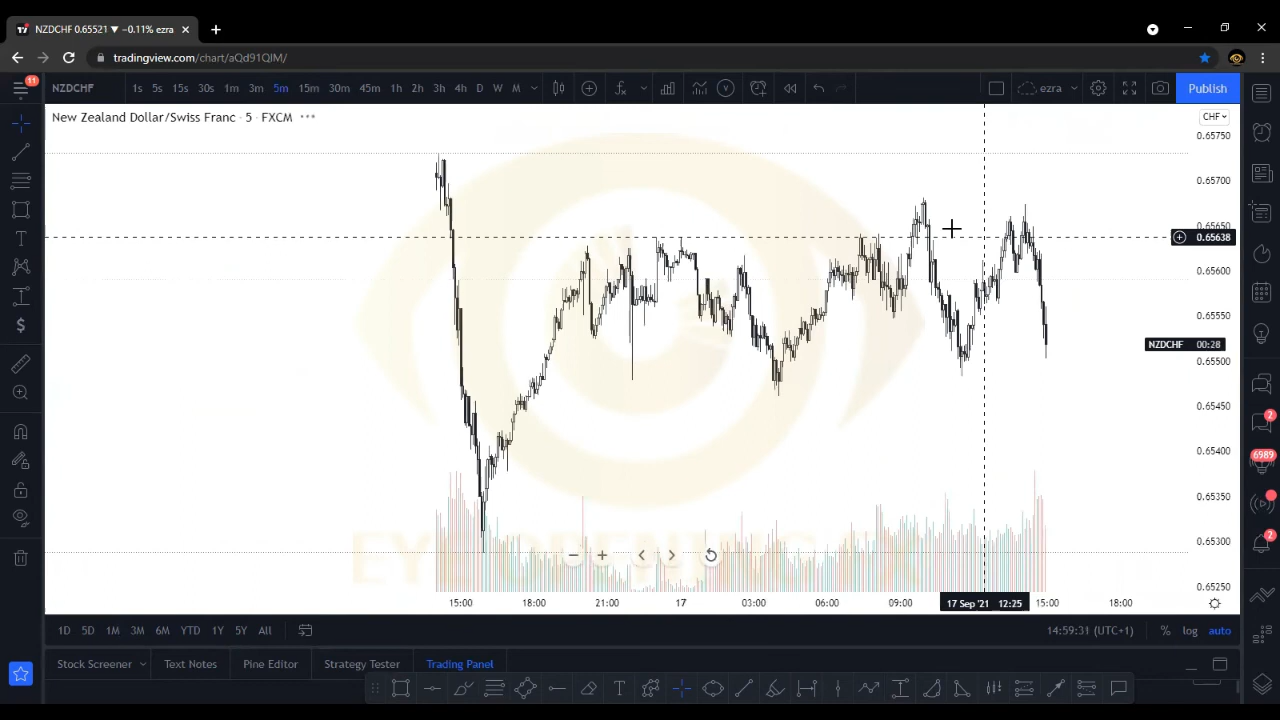 NZDCHF 0.65521 ▼ −0.11% ezra
tradingview.com/chart/aQd91QIM/
11
NZDCHF 1s 5s 15s 30s 1m 3m 5m 15m 30m 45m 1h 2h 3h 4h D W M ezra Publish
New Zealand Dollar/Swiss Franc · 5 · FXCM
CHF
0.65750
0.65700
0.65650
0.65638
0.65600
0.65550
NZDCHF 00:28
0.65500
0.65450
0.65400
0.65350
0.65300
0.65250
2
6989
2
15:00 18:00 21:00 17 03:00 06:00 09:00 17 Sep '21 12:25 15:00 18:00
1D 5D 1M 3M 6M YTD 1Y 5Y All 14:59:31 (UTC+1) % log auto
Stock Screener Text Notes Pine Editor Strategy Tester Trading Panel